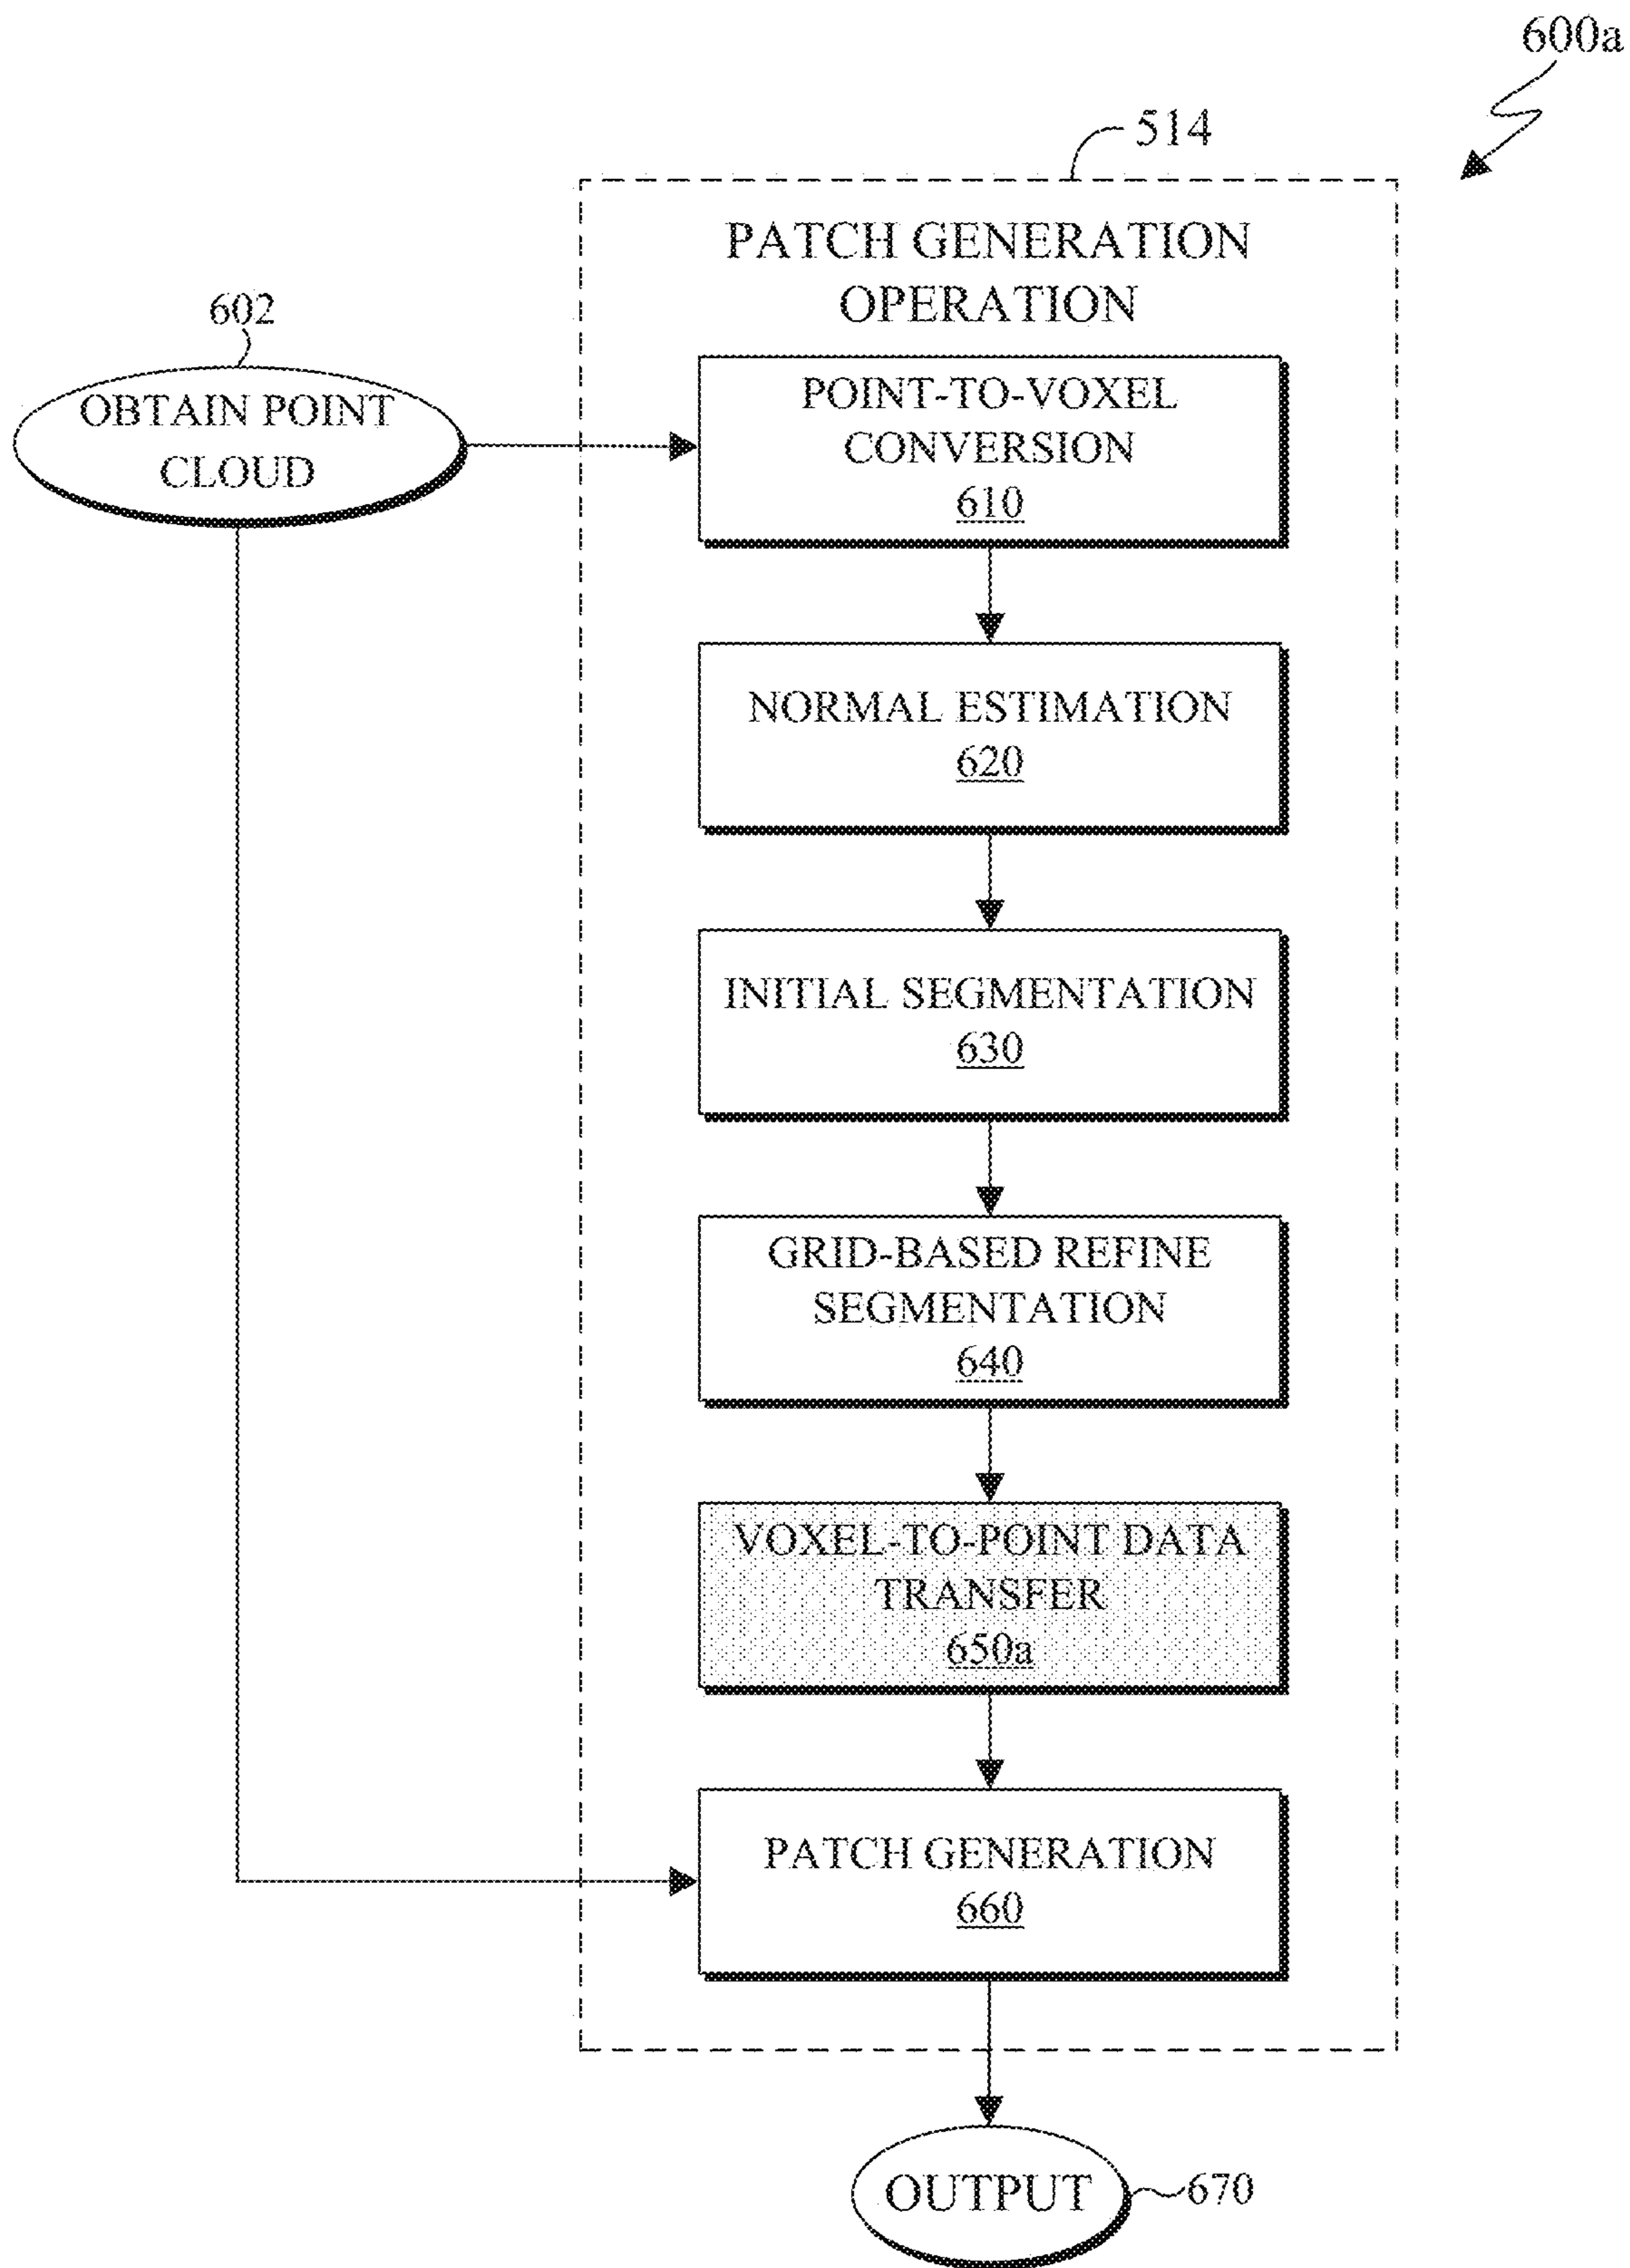 600a
514
PATCH GENERATION
OPERATION
602
OBTAIN POINT
CLOUD
POINT-TO-VOXEL
CONVERSION
610
NORMAL ESTIMATION
620
INITIAL SEGMENTATION
630
GRID-BASED REFINE
SEGMENTATION
640
VOXEL-TO-POINT DATA
TRANSFER
650a
PATCH GENERATION
660
OUTPUT
670